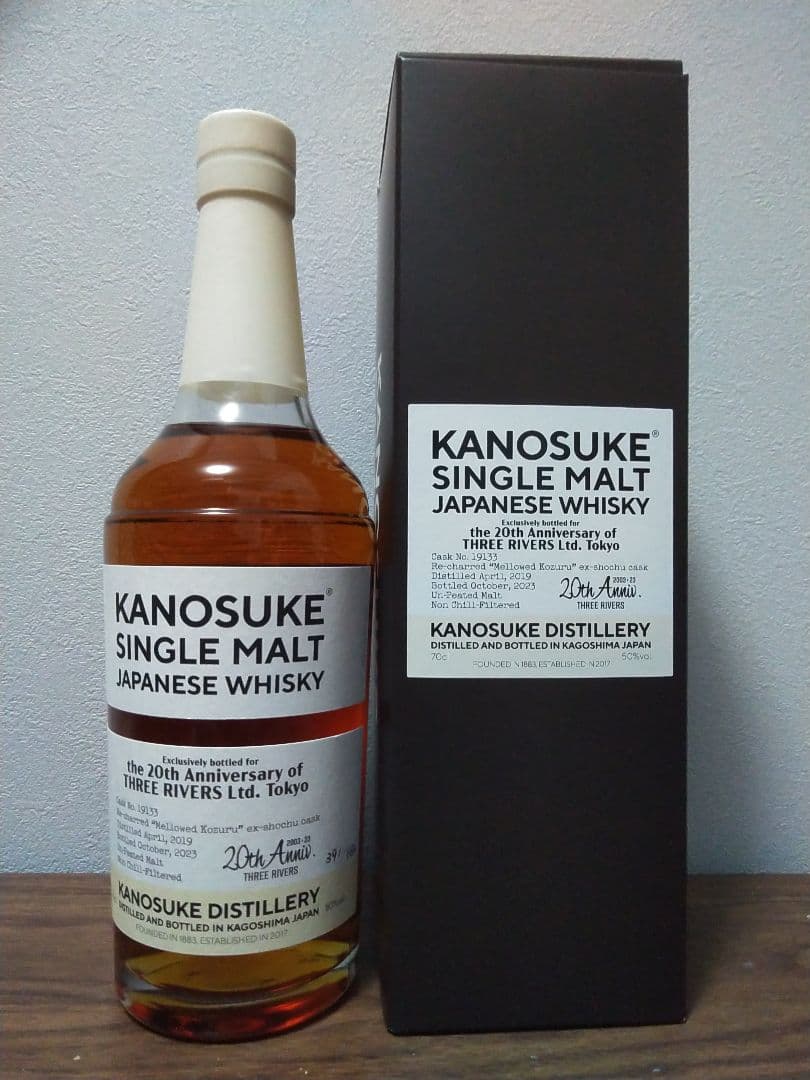 KANOSUKE®
SINGLE MALT
JAPANESE WHISKY
Exclusively bottled for
the 20th Anniversary of
THREE RIVERS Ltd. Tokyo
Cask No. 19133
Re-charred "Mellowed Kozuru" ex-shochu cask
Distilled April, 2019
Bottled October, 2023
Un-Peated Malt
Non Chill-Filtered
2003-23
20th Anniv.
THREE RIVERS
KANOSUKE DISTILLERY
DISTILLED AND BOTTLED IN KAGOSHIMA JAPAN
FOUNDED IN 1883, ESTABLISHED IN 2017
KANOSUKE®
SINGLE MALT
JAPANESE WHISKY
Exclusively bottled for
the 20th Anniversary of
THREE RIVERS Ltd. Tokyo
Cask No. 19133
Re-charred "Mellowed Kozuru" ex-shochu cask
Distilled April, 2019
Bottled October, 2023
Un-Peated Malt
Non Chill-Filtered
2003-23
20th Anniv.
THREE RIVERS
KANOSUKE DISTILLERY
DISTILLED AND BOTTLED IN KAGOSHIMA JAPAN
70cl 50%vol.
FOUNDED IN 1883, ESTABLISHED IN 2017